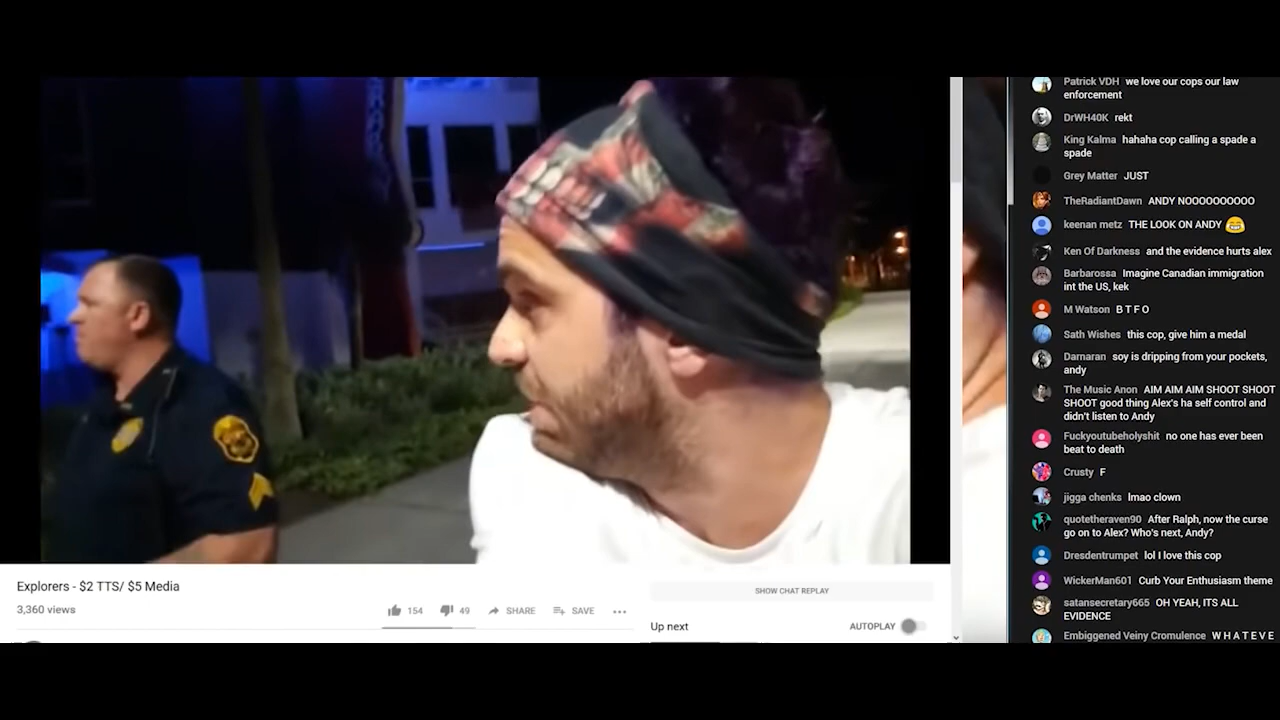 Explorers - $2 TTS/ $5 Media
3,360 views
154
49
SHARE
SAVE
SHOW CHAT REPLAY
Up next
AUTOPLAY
Patrick VDH we love our cops our law
enforcement
DrWH40K rekt
King Kalma hahaha cop calling a spade a
spade
Grey Matter JUST
TheRadiantDawn ANDY NOOOOOOOOOO
keenan metz THE LOOK ON ANDY 😂
Ken Of Darkness and the evidence hurts alex
Barbarossa Imagine Canadian immigration
int the US, kek
M Watson B T F O
Sath Wishes this cop, give him a medal
Damaran soy is dripping from your pockets,
andy
The Music Anon AIM AIM AIM SHOOT SHOOT
SHOOT good thing Alex's ha self control and
didn't listen to Andy
Fuckyoutubeholyshit no one has ever been
beat to death
Crusty F
jigga chenks lmao clown
quotetheraven90 After Ralph, now the curse
go on to Alex? Who's next, Andy?
Dresdentrumpet lol I love this cop
WickerMan601 Curb Your Enthusiasm theme
satansecretary665 OH YEAH, ITS ALL
EVIDENCE
Embiggened Veiny Cromulence W H A T E V E